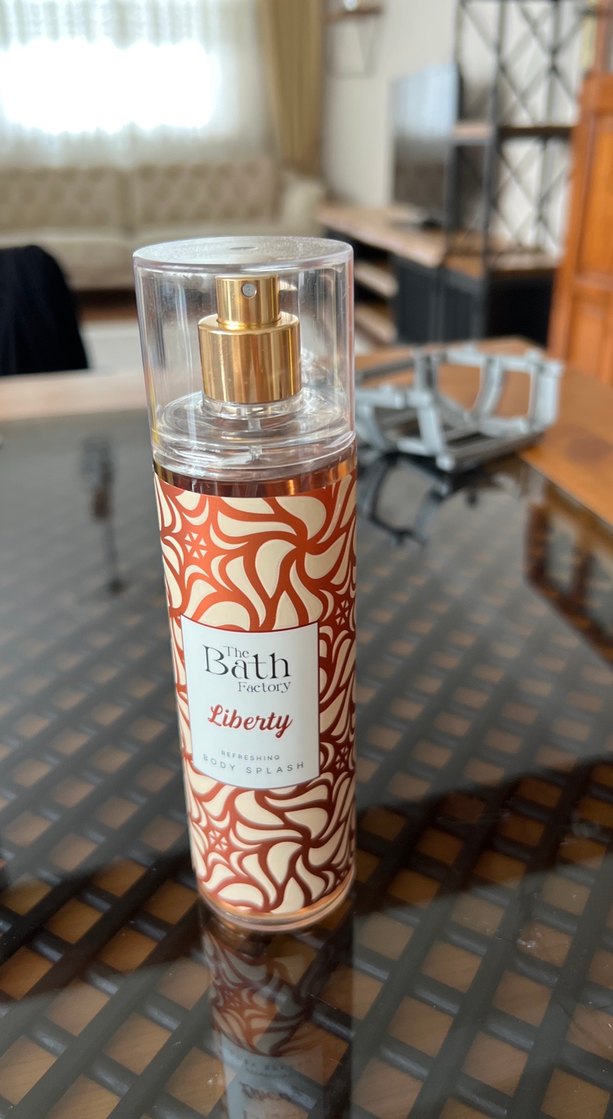 The
Bath
Factory
Liberty
REFRESHING
BODY SPLASH